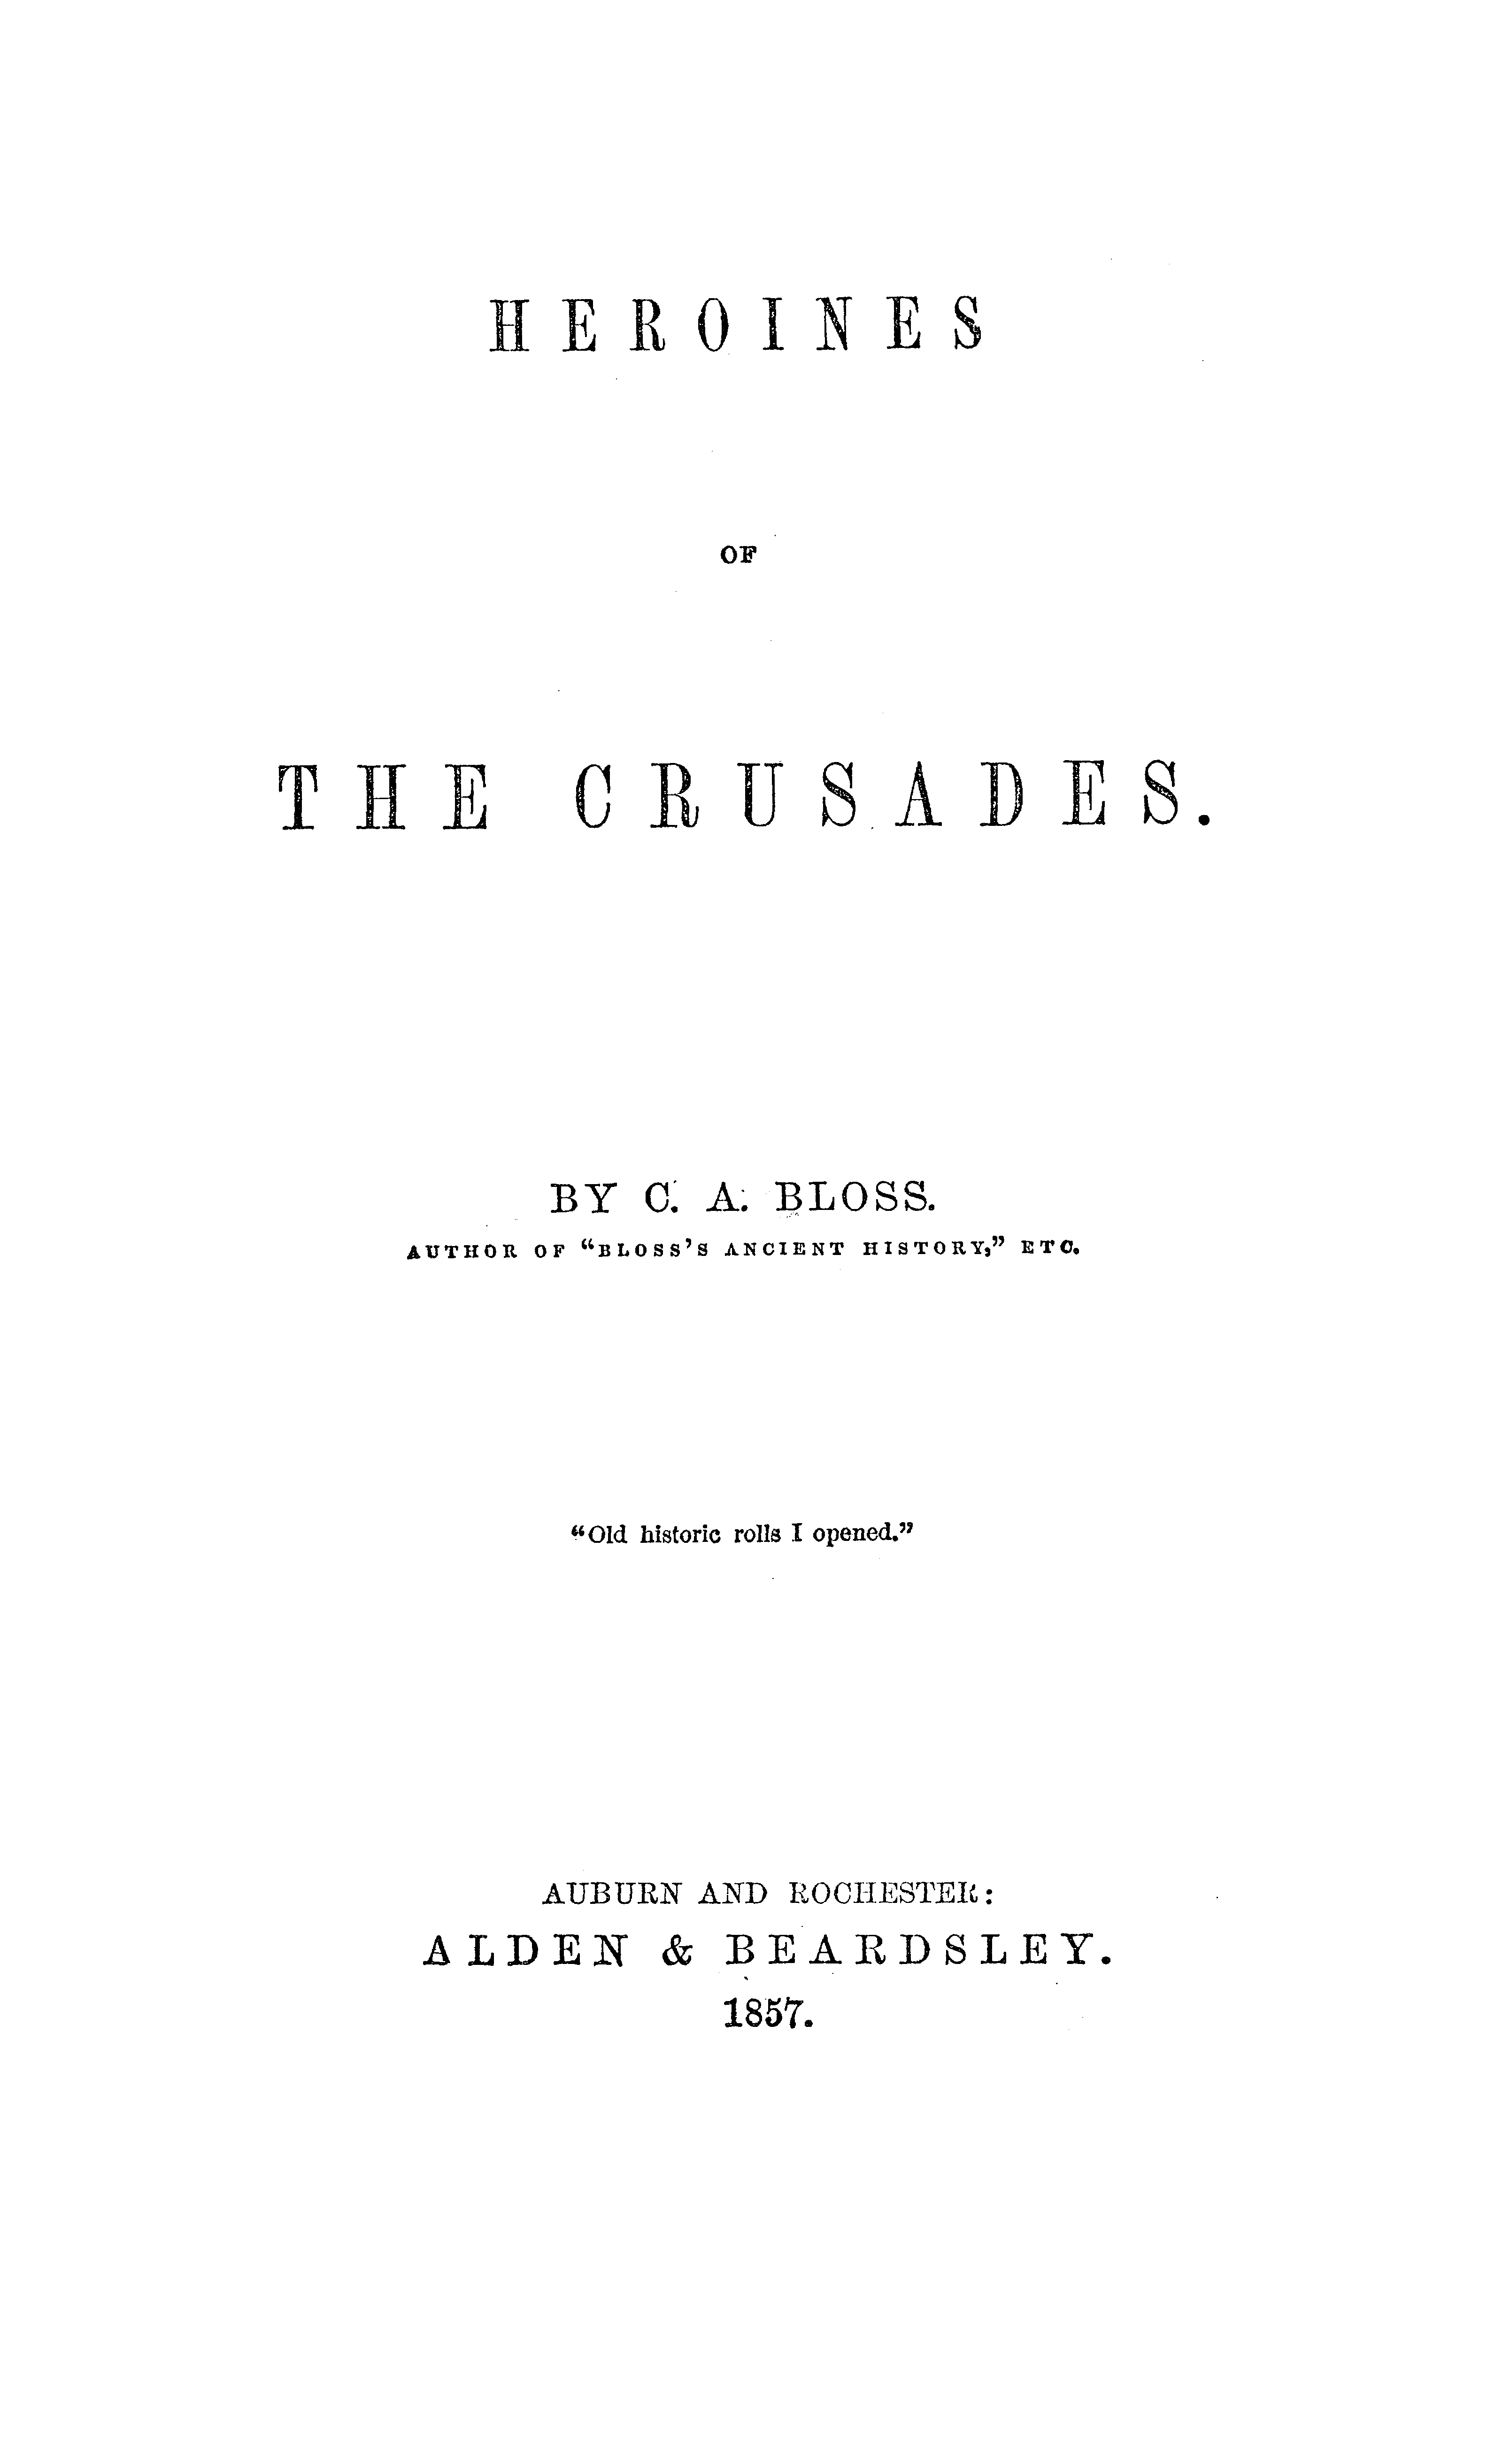 HEROINES
OF
THE CRUSADES.
BY C. A. BLOSS.
AUTHOR OF “BLOSS’S ANCIENT HISTORY,” ETC.
“Old historic rolls I opened.”
AUBURN AND ROCHESTER:
ALDEN & BEARDSLEY.
1857.